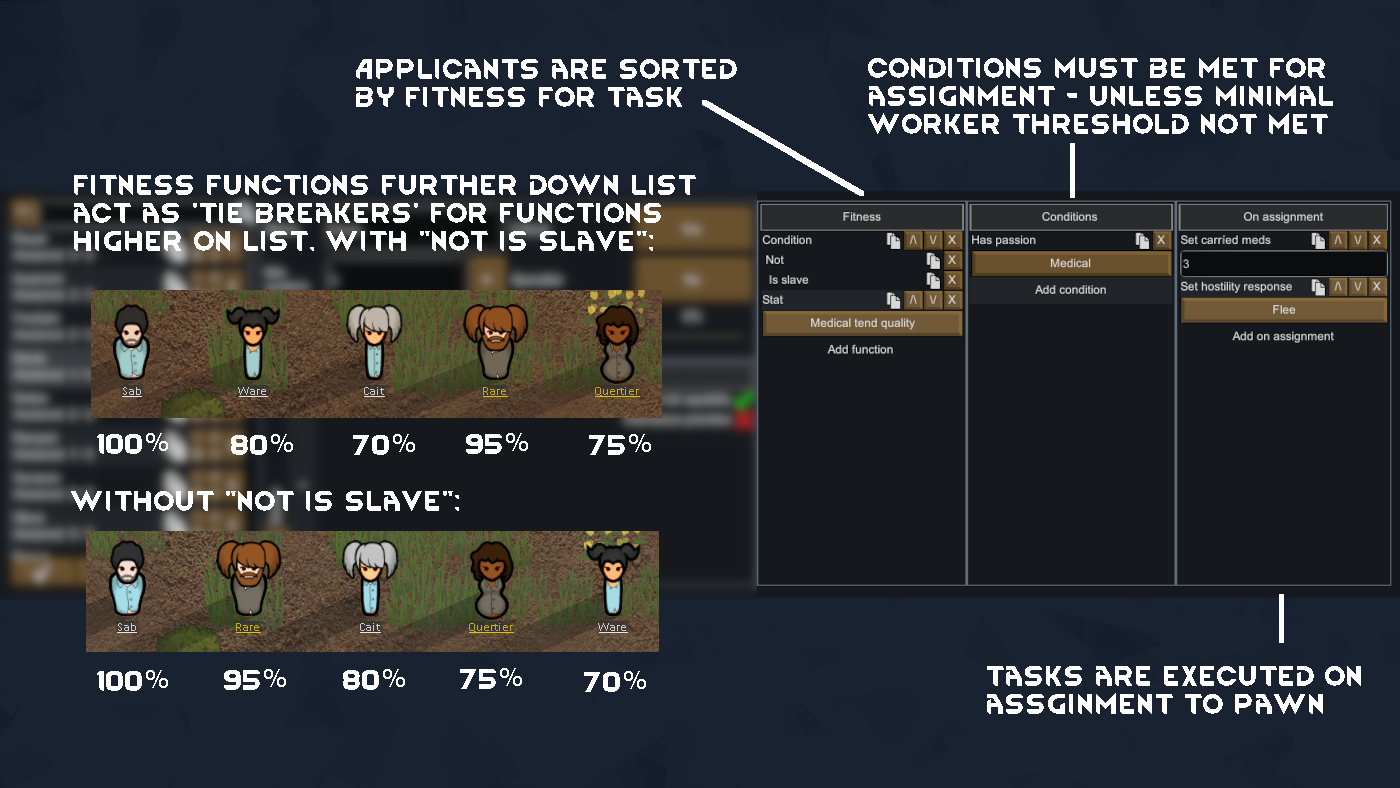 APPLICANTS ARE SORTED
BY FITNESS FOR TASK
CONDITIONS MUST BE MET FOR
ASSIGNMENT - UNLESS MINIMAL
WORKER THRESHOLD NOT MET
FITNESS FUNCTIONS FURTHER DOWN LIST
ACT AS 'TIE BREAKERS' FOR FUNCTIONS
HIGHER ON LIST. WITH "NOT IS SLAVE":
Sab Ware Cait Rare Quertier
100% 80% 70% 95% 75%
WITHOUT "NOT IS SLAVE":
Sab Rare Cait Quertier Ware
100% 95% 80% 75% 70%
Fitness
Condition
Not
Is slave
Stat
Medical tend quality
Add function
Conditions
Has passion
Medical
Add condition
On assignment
Set carried meds
3
Set hostility response
Flee
Add on assignment
TASKS ARE EXECUTED ON
ASSGINMENT TO PAWN